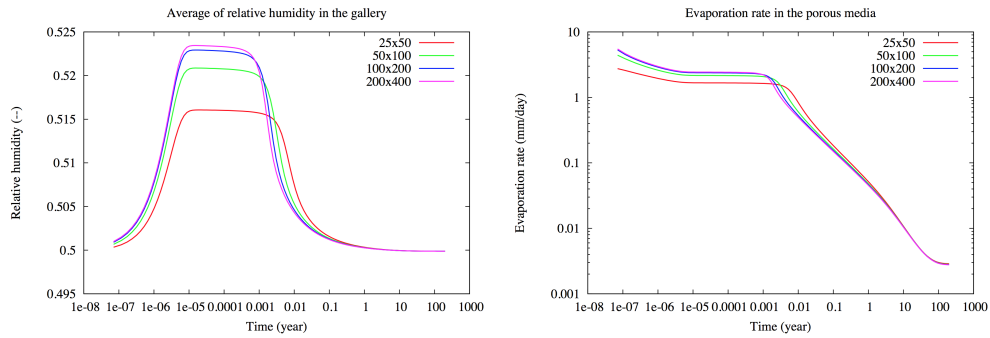 Average of relative humidity in the gallery
0.525
0.52
0.515
0.51
0.505
0.5
0.495
Relative humidity (--)
25x50
50x100
100x200
200x400
1e-08 1e-07 1e-06 1e-05 0.0001 0.001 0.01 0.1 1 10 100 1000
Time (year)
Evaporation rate in the porous media
10
1
0.1
0.01
0.001
Evaporation rate (mm/day)
25x50
50x100
100x200
200x400
1e-08 1e-07 1e-06 1e-05 0.0001 0.001 0.01 0.1 1 10 100 1000
Time (year)